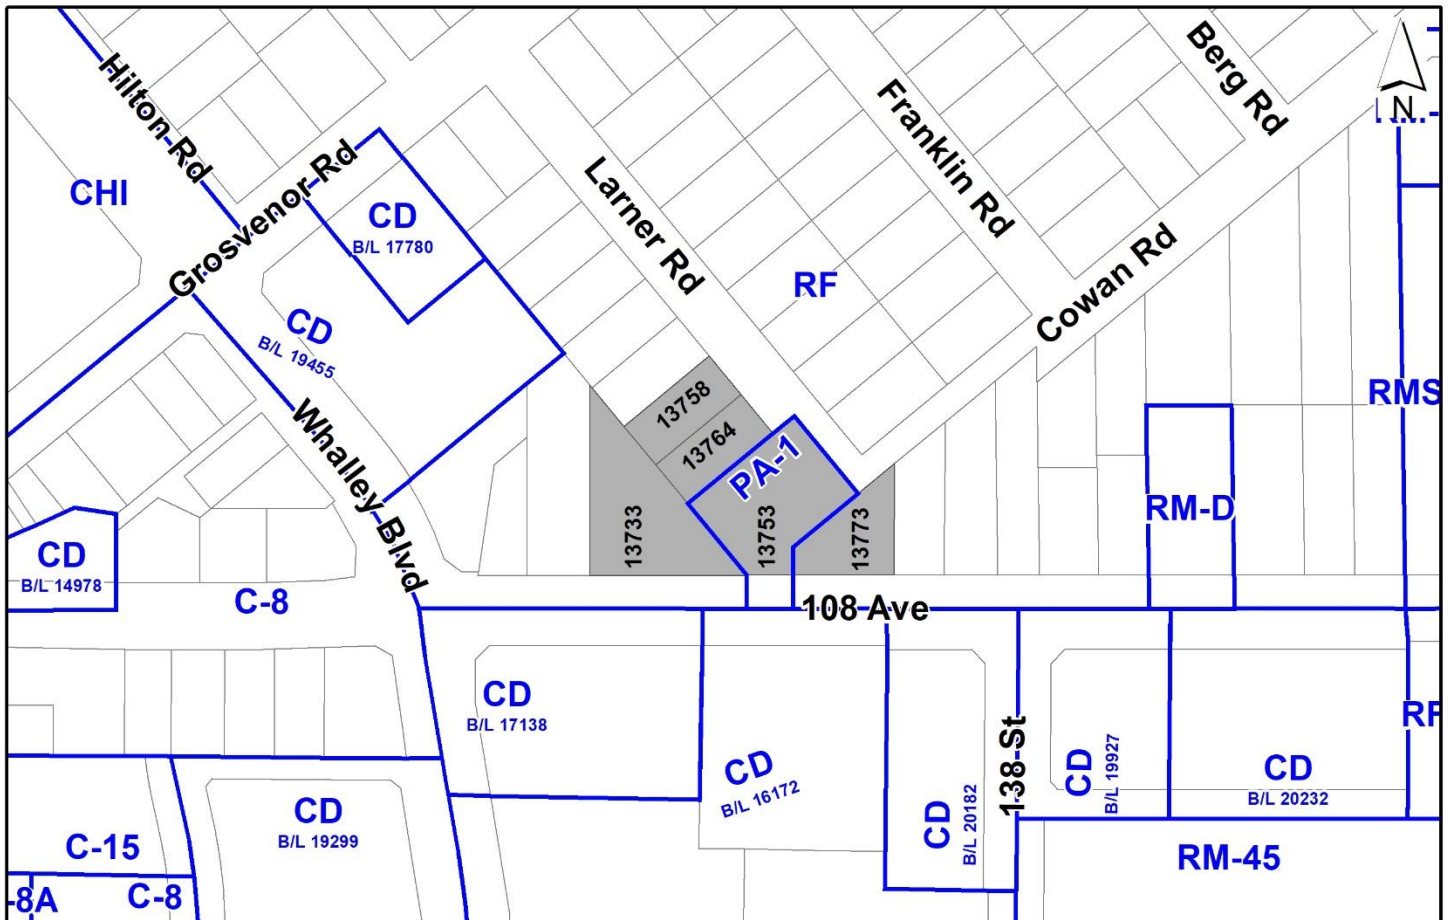 Berg Rd
Hilton Rd
Franklin Rd
N
CHI
Grosvenor Rd
CD
B/L 17780
Larner Rd
RF
Cowan Rd
CD
B/L 19455
RMS
13758
Whalley Blvd
13764
PA-1
RM-D
13733
13753
13773
CD
B/L 14978
C-8
108 Ave
CD
B/L 17138
138 St
CD
B/L 16172
CD
B/L 19927
CD
B/L 20232
CD
B/L 20182
CD
B/L 19299
C-15
RM-45
-8A
C-8